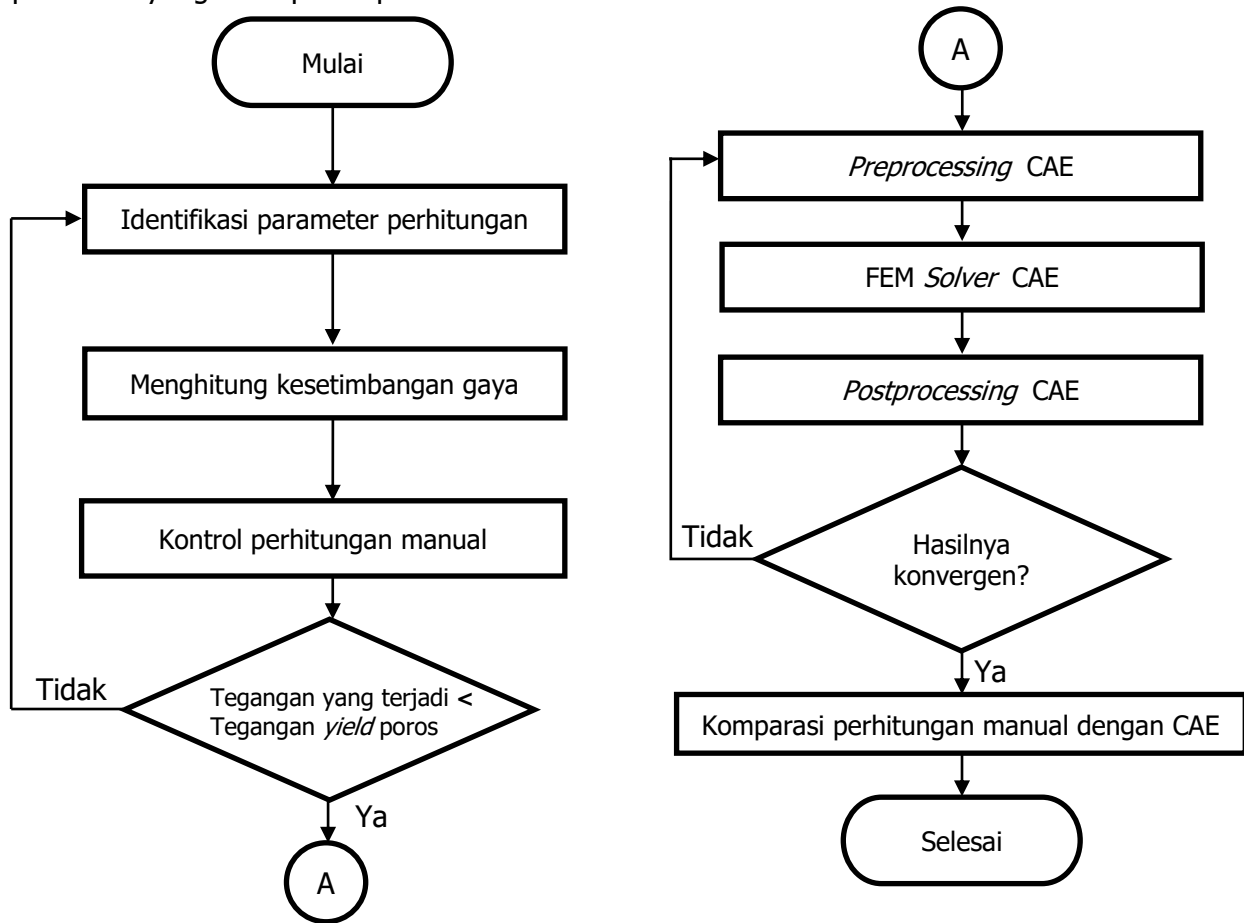 Mulai
Identifikasi parameter perhitungan
Menghitung kesetimbangan gaya
Kontrol perhitungan manual
Tidak
Tegangan yang terjadi <
Tegangan yield poros
Ya
A
A
Preprocessing CAE
FEM Solver CAE
Postprocessing CAE
Tidak
Hasilnya
konvergen?
Ya
Komparasi perhitungan manual dengan CAE
Selesai